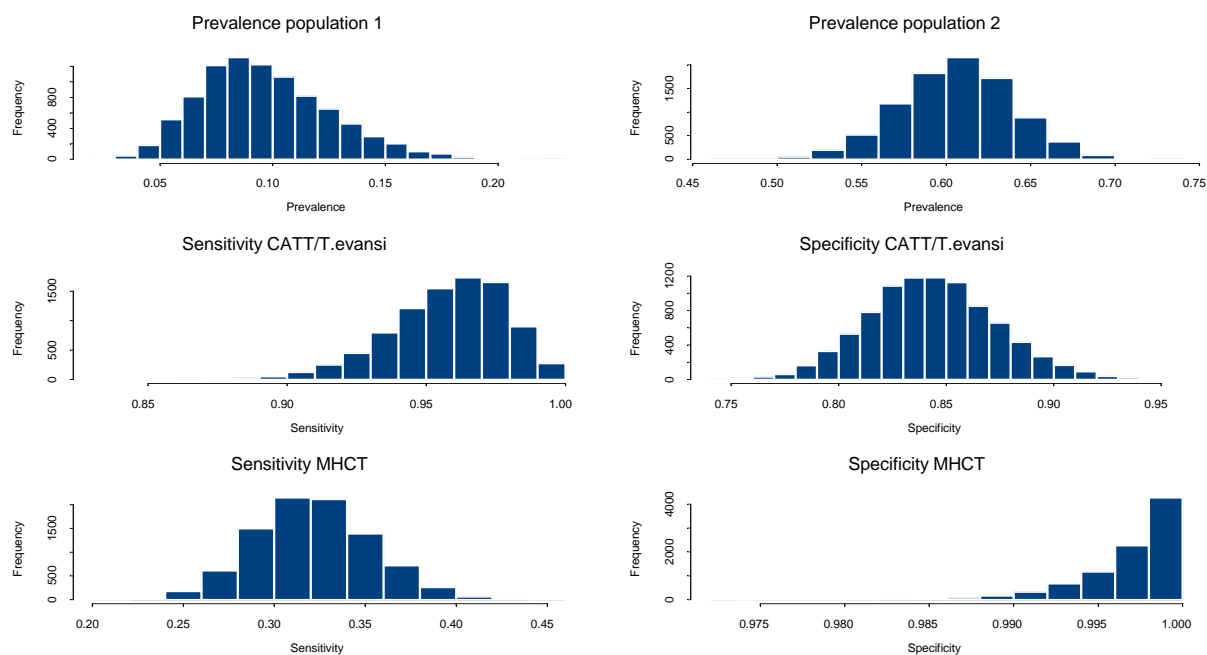 Prevalence population 1
Frequency
0 400 800
0.05 0.10 0.15 0.20
Prevalence
Prevalence population 2
Frequency
0 500 1500
0.45 0.50 0.55 0.60 0.65 0.70 0.75
Prevalence
Sensitivity CATT/T.evansi
Frequency
0 500 1500
0.85 0.90 0.95 1.00
Sensitivity
Specificity CATT/T.evansi
Frequency
0 400 800 1200
0.75 0.80 0.85 0.90 0.95
Specificity
Sensitivity MHCT
Frequency
0 500 1500
0.20 0.25 0.30 0.35 0.40 0.45
Sensitivity
Specificity MHCT
Frequency
0 2000 4000
0.975 0.980 0.985 0.990 0.995 1.000
Specificity